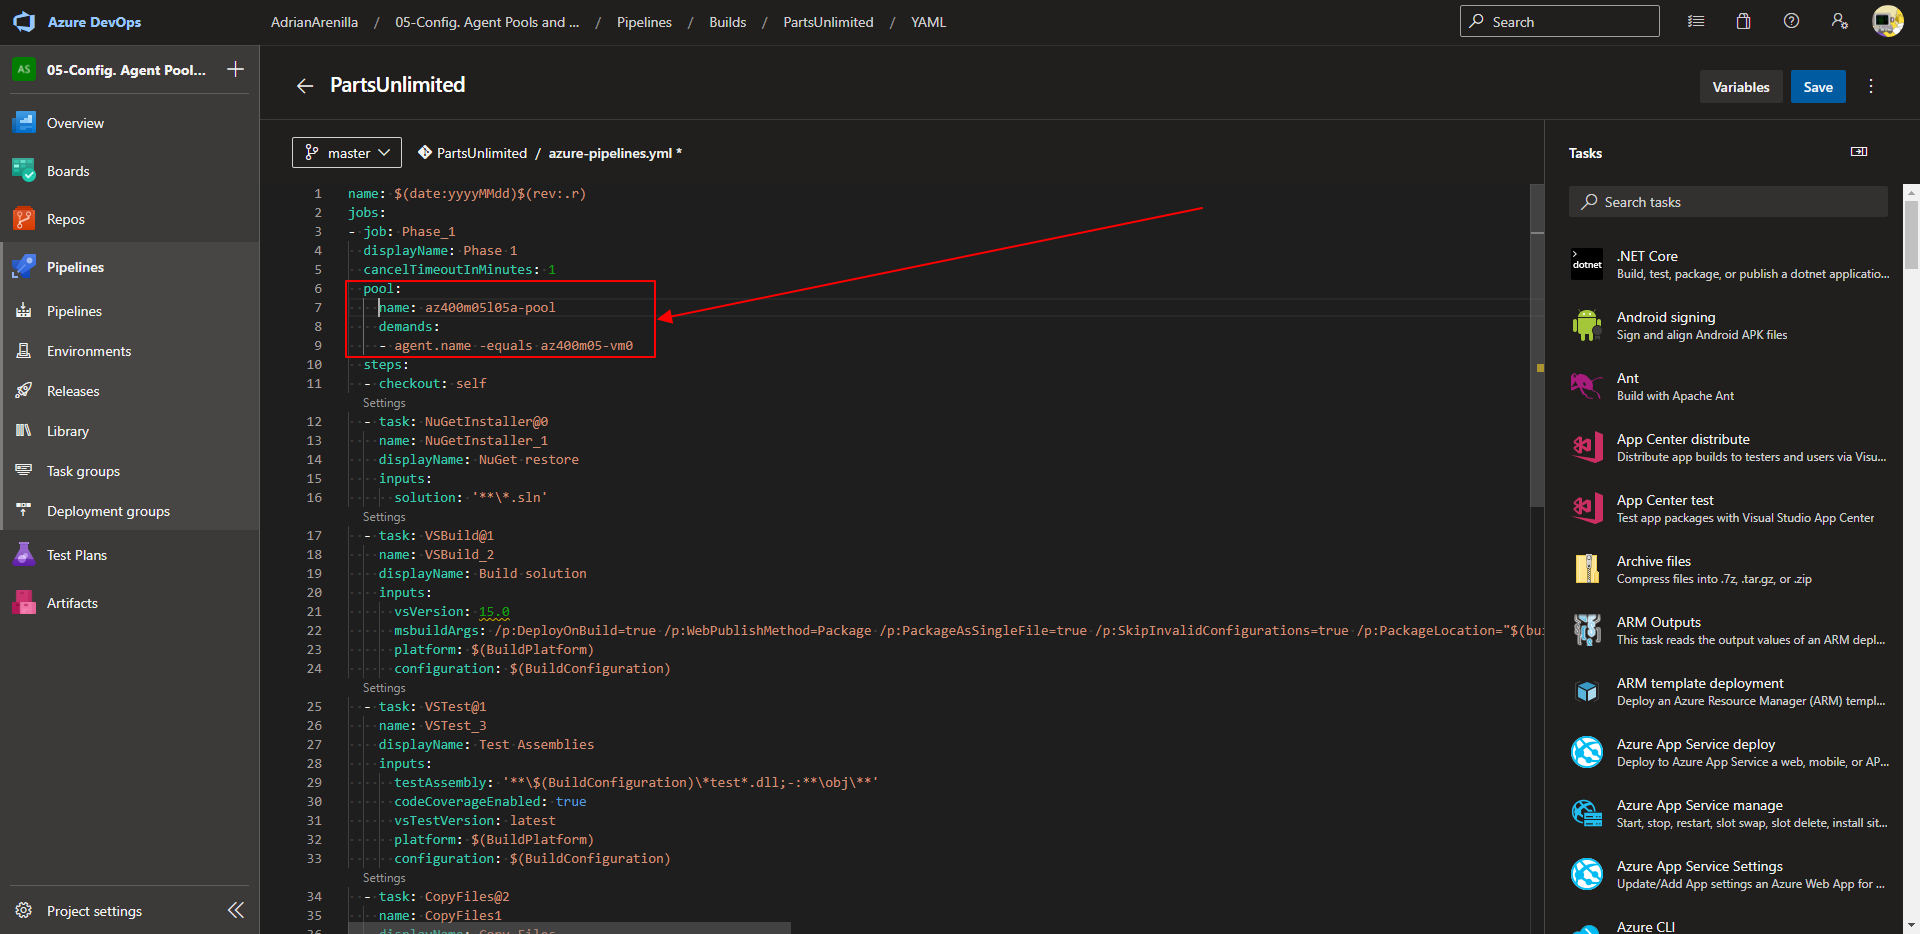 Azure DevOps
AdrianArenilla / 05-Config. Agent Pools and ... / Pipelines / Builds / PartsUnlimited / YAML
Search
AS
05-Config. Agent Pool...
Overview
Boards
Repos
Pipelines
Pipelines
Environments
Releases
Library
Task groups
Deployment groups
Test Plans
Artifacts
Project settings
PartsUnlimited
Variables
Save
master
PartsUnlimited / azure-pipelines.yml *
1 name: $(date:yyyyMMdd)$(rev:.r)
2 jobs:
3 - job: Phase_1
4 displayName: Phase 1
5 cancelTimeoutInMinutes: 1
6 pool:
7 name: az400m05l05a-pool
8 demands:
9 - agent.name -equals az400m05-vm0
10 steps:
11 - checkout: self
Settings
12 - task: NuGetInstaller@0
13 name: NuGetInstaller_1
14 displayName: NuGet restore
15 inputs:
16 solution: '**\*.sln'
Settings
17 - task: VSBuild@1
18 name: VSBuild_2
19 displayName: Build solution
20 inputs:
21 vsVersion: 15.0
22 msbuildArgs: /p:DeployOnBuild=true /p:WebPublishMethod=Package /p:PackageAsSingleFile=true /p:SkipInvalidConfigurations=true /p:PackageLocation="$(bui
23 platform: $(BuildPlatform)
24 configuration: $(BuildConfiguration)
Settings
25 - task: VSTest@1
26 name: VSTest_3
27 displayName: Test Assemblies
28 inputs:
29 testAssembly: '**\$(BuildConfiguration)\*test*.dll;-:**\obj\**'
30 codeCoverageEnabled: true
31 vsTestVersion: latest
32 platform: $(BuildPlatform)
33 configuration: $(BuildConfiguration)
Settings
34 - task: CopyFiles@2
35 name: CopyFiles1
36 displayName: Copy Files
Tasks
Search tasks
dotnet
.NET Core
Build, test, package, or publish a dotnet applicatio...
Android signing
Sign and align Android APK files
Ant
Build with Apache Ant
App Center distribute
Distribute app builds to testers and users via Visu...
App Center test
Test app packages with Visual Studio App Center
Archive files
Compress files into .7z, .tar.gz, or .zip
ARM Outputs
This task reads the output values of an ARM depl...
ARM template deployment
Deploy an Azure Resource Manager (ARM) templ...
Azure App Service deploy
Deploy to Azure App Service a web, mobile, or AP...
Azure App Service manage
Start, stop, restart, slot swap, slot delete, install sit...
Azure App Service Settings
Update/Add App settings an Azure Web App for ...
Azure CLI